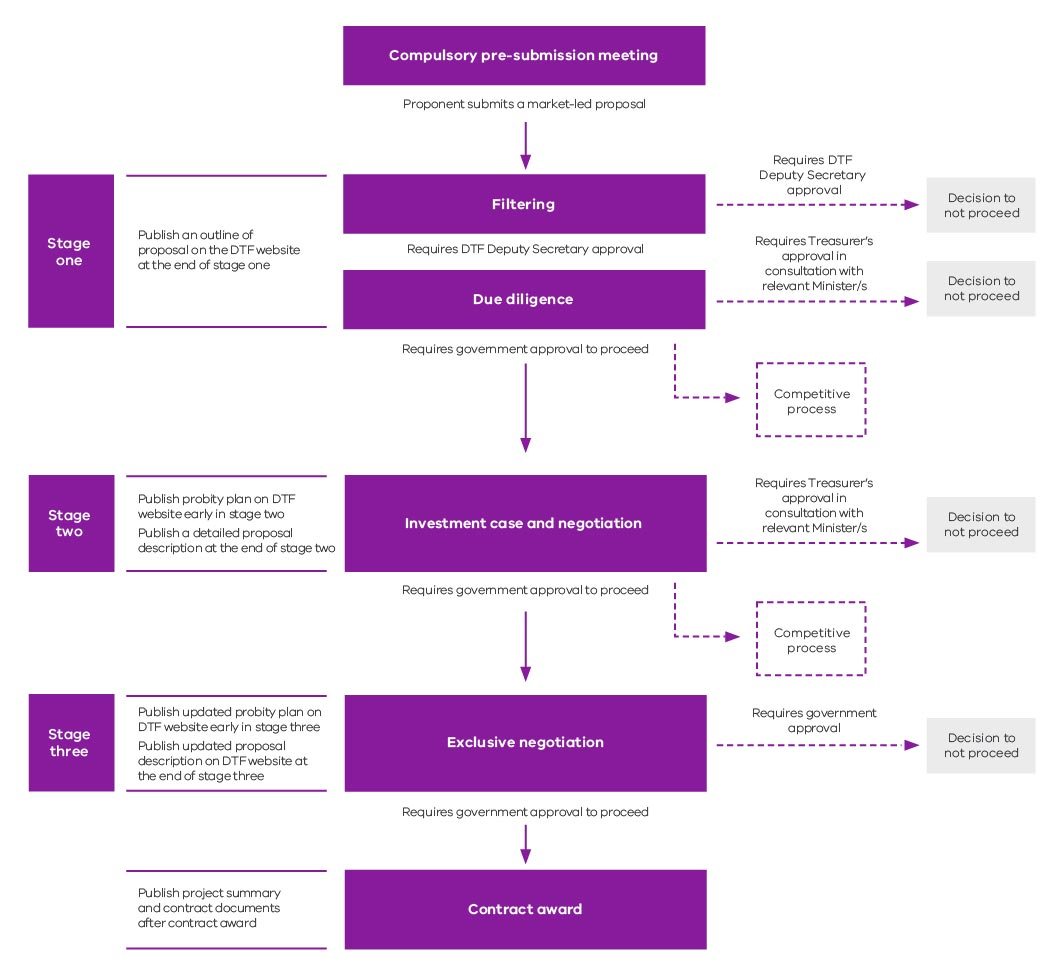 Compulsory pre-submission meeting
Proponent submits a market-led proposal
Stage
one
Publish an outline of
proposal on the DTF website
at the end of stage one
Filtering
Requires DTF
Deputy Secretary
approval
Decision to
not proceed
Requires DTF Deputy Secretary approval
Due diligence
Requires Treasurer's
approval in
consultation with
relevant Minister/s
Decision to
not proceed
Requires government approval to proceed
Competitive
process
Stage
two
Publish probity plan on DTF
website early in stage two
Publish a detailed proposal
description at the end of stage two
Investment case and negotiation
Requires Treasurer's
approval in
consultation with
relevant Minister/s
Decision to
not proceed
Requires government approval to proceed
Competitive
process
Stage
three
Publish updated probity plan on
DTF website early in stage three
Publish updated proposal
description on DTF website at
the end of stage three
Exclusive negotiation
Requires government
approval
Decision to
not proceed
Requires government approval to proceed
Publish project summary
and contract documents
after contract award
Contract award